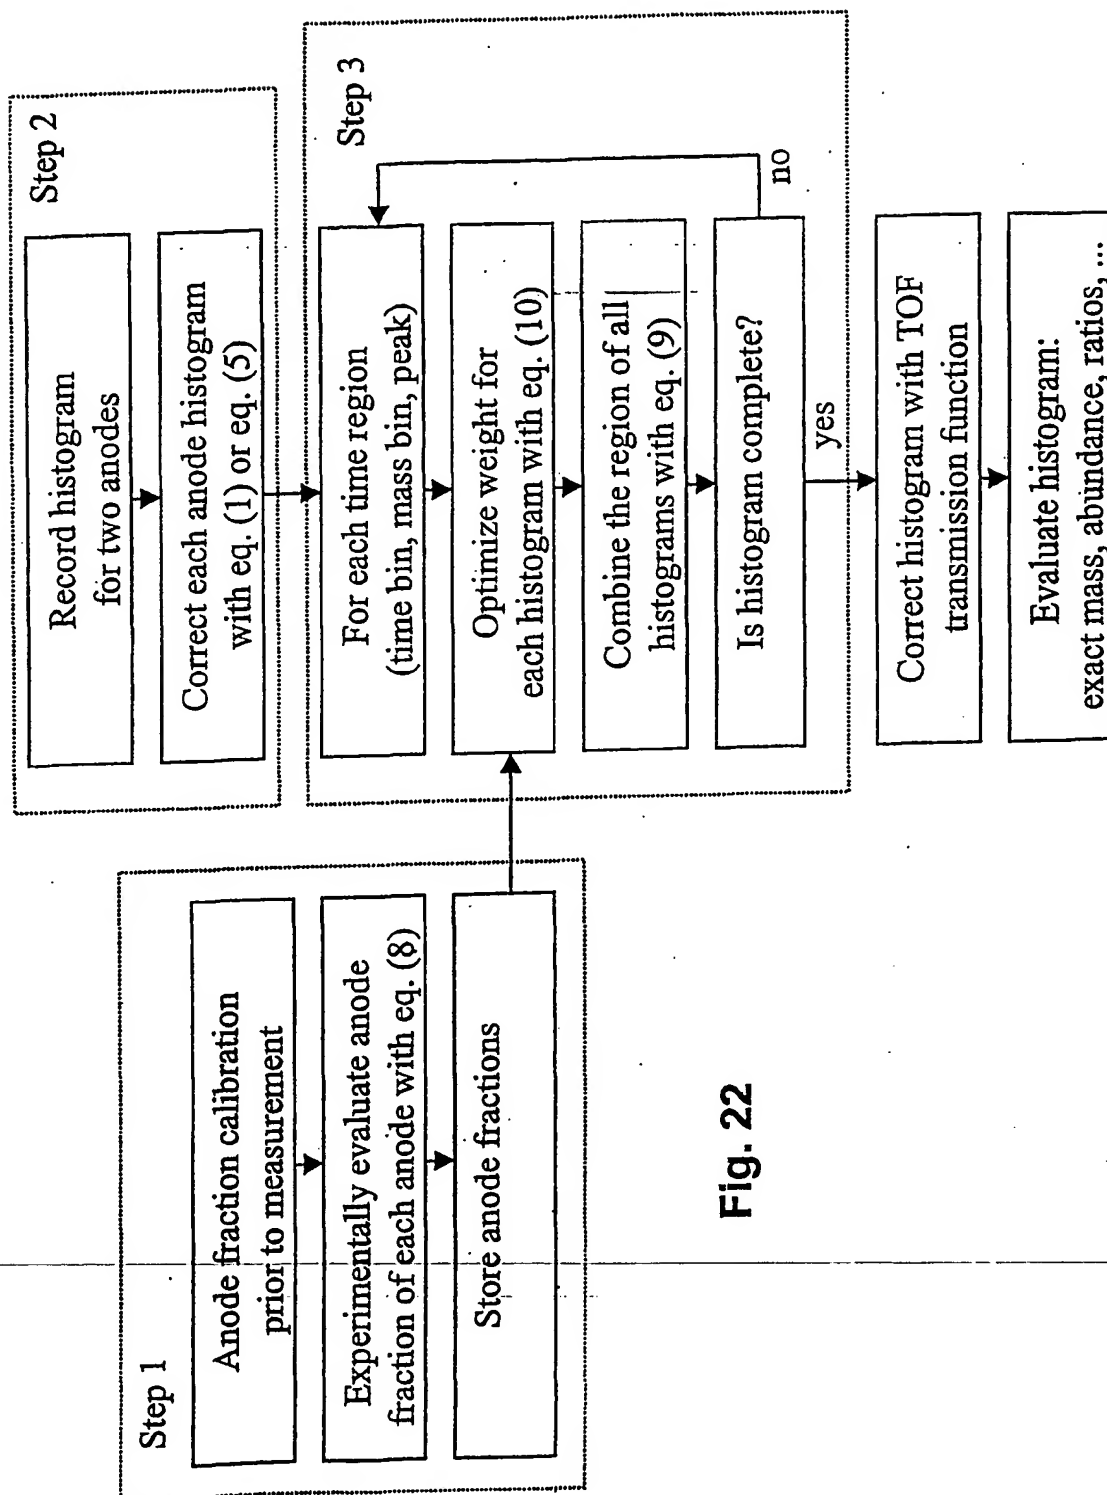 Step 1
Anode fraction calibration
prior to measurement
Experimentally evaluate anode
fraction of each anode with eq. (8)
Store anode fractions
Step 2
Record histogram
for two anodes
Correct each anode histogram
with eq. (1) or eq. (5)
Step 3
For each time region
(time bin, mass bin, peak)
Optimize weight for
each histogram with eq. (10)
Combine the region of all
histograms with eq. (9)
Is histogram complete?
no
yes
Correct histogram with TOF
transmission function
Evaluate histogram:
exact mass, abundance, ratios, ...
Fig. 22